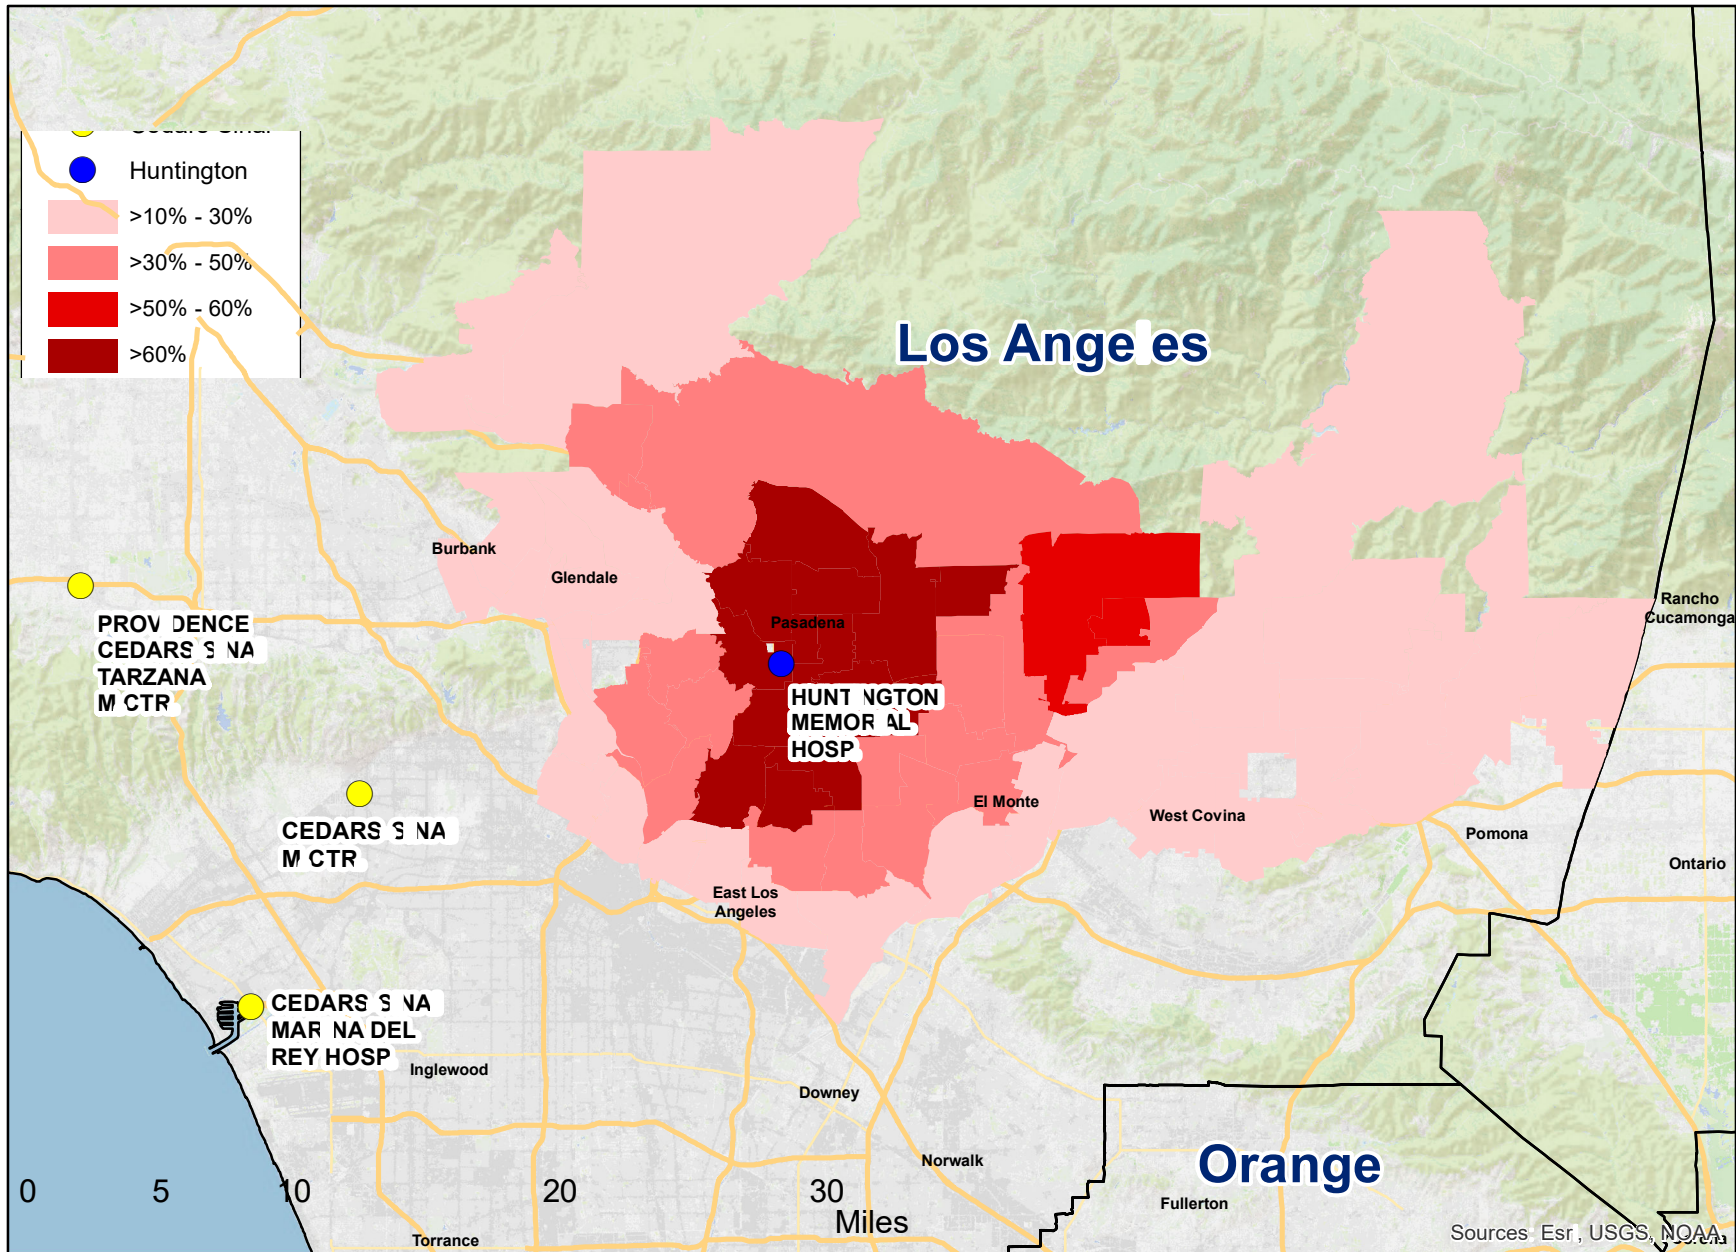 Huntington
>10% - 30%
>30% - 50%
>50% - 60%
>60%
Los Ange es
Burbank
Glendale
Pasadena
Rancho
Cucamonga
PROV DENCE
CEDARS S NA
TARZANA
M CTR
HUNT NGTON
MEMOR AL
HOSP
El Monte
West Covina
Pomona
Ontario
CEDARS S NA
M CTR
East Los
Angeles
CEDARS S NA
MAR NA DEL
REY HOSP
Inglewood
Downey
Norwalk
Orange
Fullerton
0 5 10 20 30
Miles
Torrance
Sources Esr , USGS, NOAA